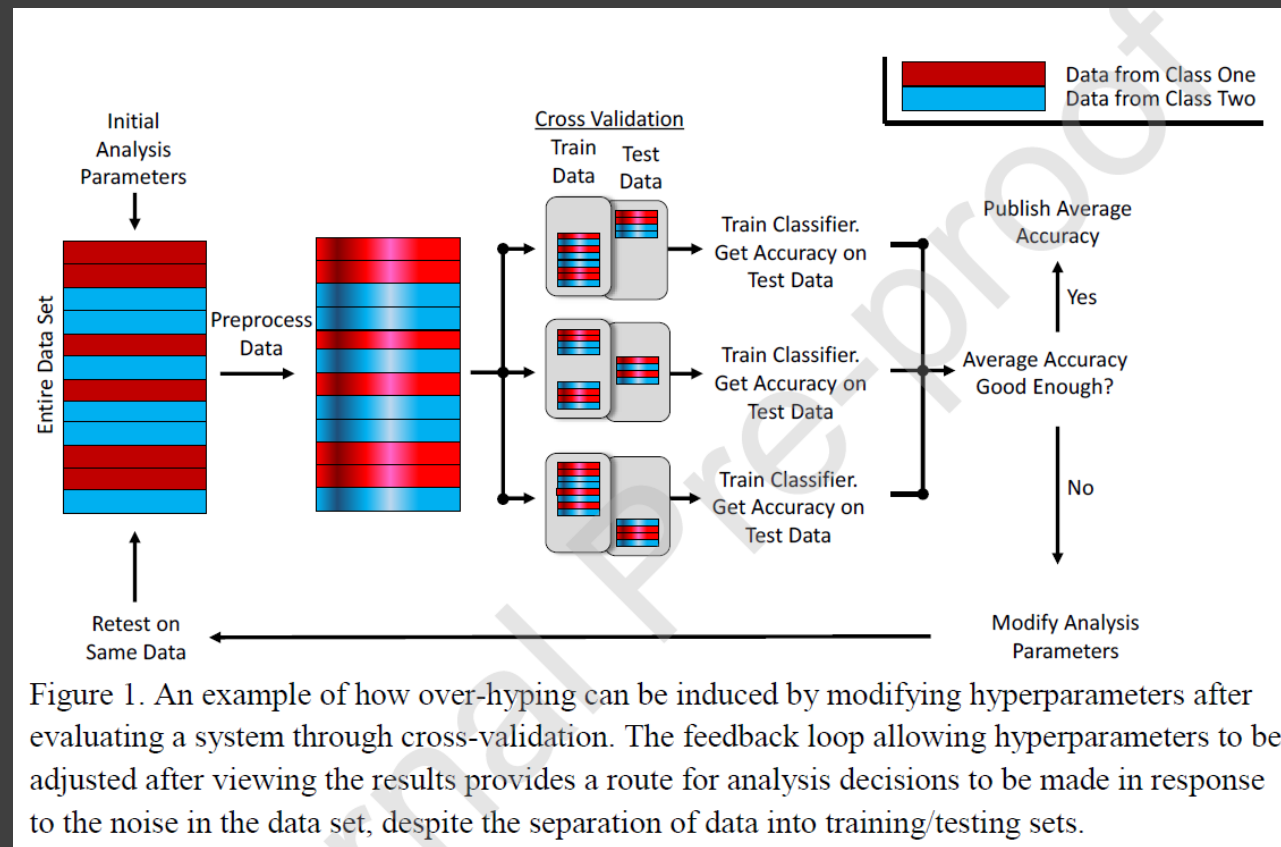 Data from Class One
Data from Class Two
Initial
Analysis
Parameters
Entire Data Set
Preprocess
Data
Cross Validation
Train
Data
Test
Data
Train Classifier.
Get Accuracy on
Test Data
Train Classifier.
Get Accuracy on
Test Data
Train Classifier.
Get Accuracy on
Test Data
Publish Average
Accuracy
Yes
Average Accuracy
Good Enough?
No
Modify Analysis
Parameters
Retest on
Same Data
Figure 1. An example of how over-hyping can be induced by modifying hyperparameters after
evaluating a system through cross-validation. The feedback loop allowing hyperparameters to be
adjusted after viewing the results provides a route for analysis decisions to be made in response
to the noise in the data set, despite the separation of data into training/testing sets.
rnal Pre-proof